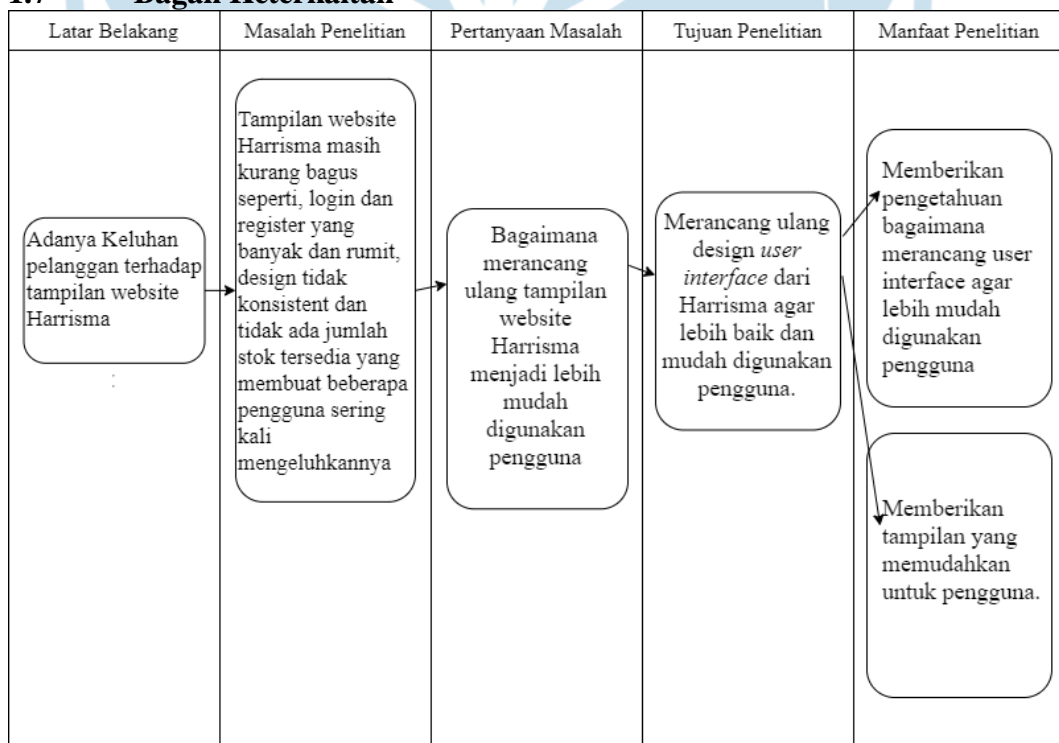 1.7 Bagan Keterkaitan
Latar Belakang
Masalah Penelitian
Pertanyaan Masalah
Tujuan Penelitian
Manfaat Penelitian
Adanya Keluhan
pelanggan terhadap
tampilan website
Harrisma
:
Tampilan website
Harrisma masih
kurang bagus
seperti, login dan
register yang
banyak dan rumit,
design tidak
konsistent dan
tidak ada jumlah
stok tersedia yang
membuat beberapa
pengguna sering
kali
mengeluhkannya
Bagaimana
merancang
ulang tampilan
website
Harrisma
menjadi lebih
mudah
digunakan
pengguna
Merancang ulang
design user
interface dari
Harrisma agar
lebih baik dan
mudah digunakan
pengguna.
Memberikan
pengetahuan
bagaimana
merancang user
interface agar
lebih mudah
digunakan
pengguna
Memberikan
tampilan yang
memudahkan
untuk pengguna.